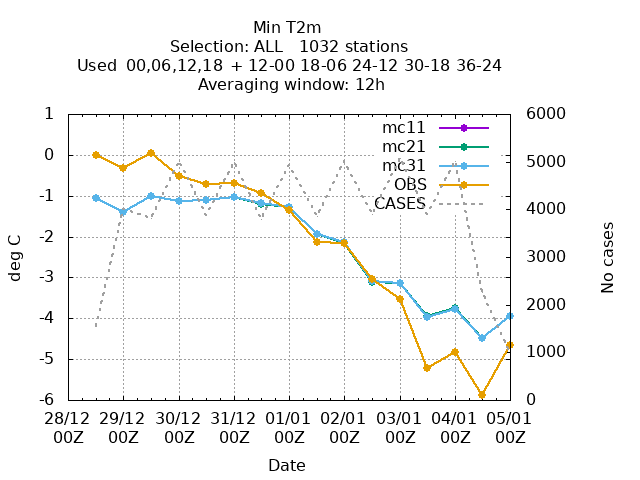 Min T2m
Selection: ALL   1032 stations
Used  00,06,12,18  + 12-00 18-06 24-12 30-18 36-24
Averaging window: 12h
1
0
-1
-2
-3
-4
-5
-6
6000
5000
4000
3000
2000
1000
0
deg C
No cases
mc11
mc21
mc31
OBS
CASES
28/12 29/12 30/12 31/12 01/01 02/01 03/01 04/01 05/01
00Z 00Z 00Z 00Z 00Z 00Z 00Z 00Z 00Z
Date